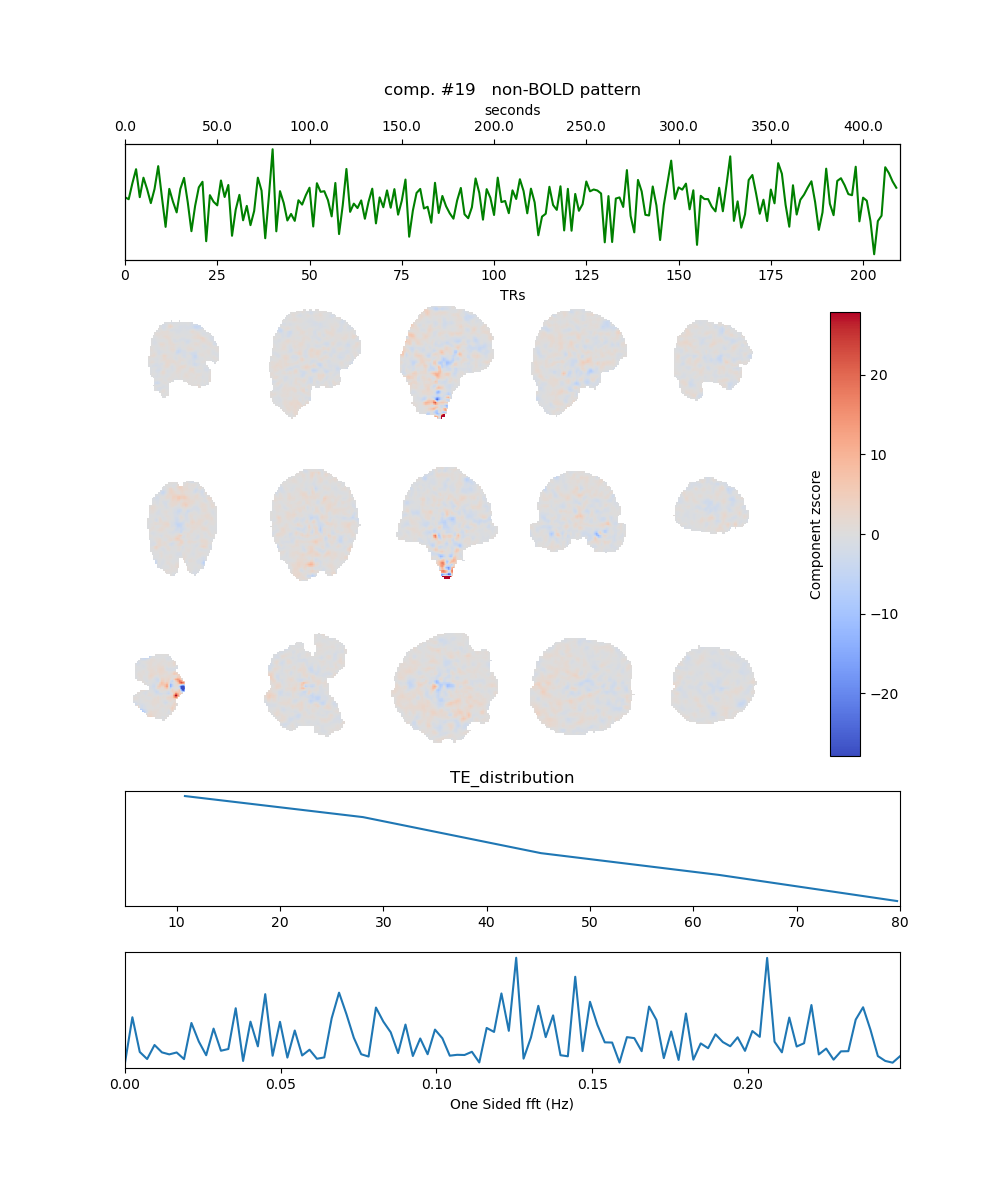 comp. #19   non-BOLD pattern
seconds
0.0 50.0 100.0 150.0 200.0 250.0 300.0 350.0 400.0
0 25 50 75 100 125 150 175 200
TRs
20
10
0
−10
−20
Component zscore
TE_distribution
10 20 30 40 50 60 70 80
0.00 0.05 0.10 0.15 0.20
One Sided fft (Hz)